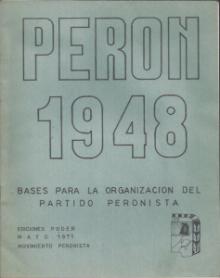 PERON
1948
BASES PARA LA ORGANIZACION DEL
PARTIDO PERONISTA
EDICIONES PODER
MAYO 1971
MOVIMIENTO PERONISTA